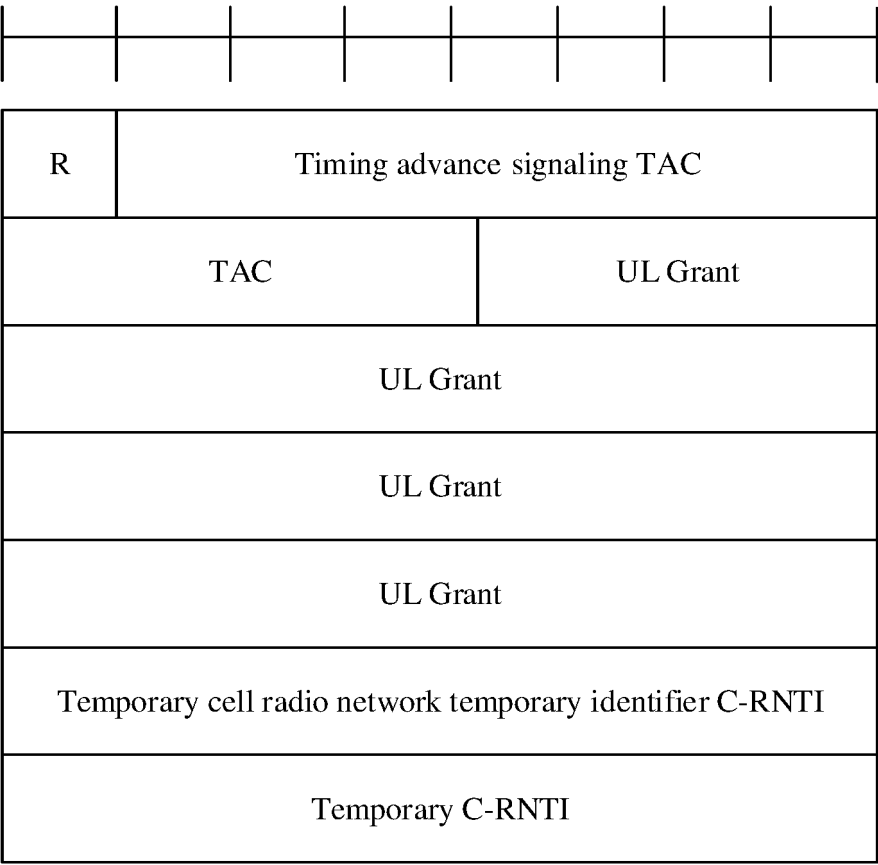 R
Timing advance signaling TAC
TAC
UL Grant
UL Grant
UL Grant
UL Grant
Temporary cell radio network temporary identifier C-RNTI
Temporary C-RNTI